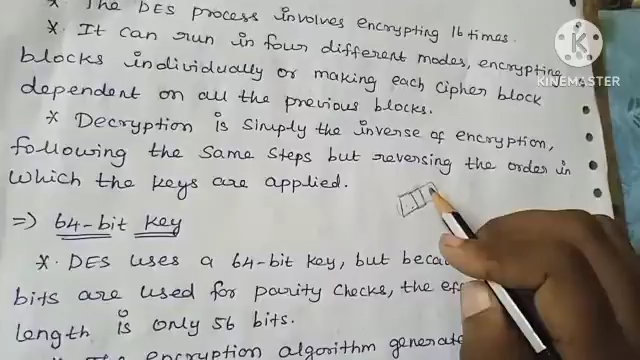 * The DES process involves encrypting 16 times.
* It can run in four different modes, encrypting
blocks individually or making each cipher block
dependent on all the previous blocks.
* Decryption is simply the inverse of encryption,
following the same steps but reversing the order in
which the keys are applied.
=> 64-bit key
* DES uses a 64-bit key, but
bits are used for parity checks, the
length is only 56 bits.
* The encryption algorithm
KINEMASTER